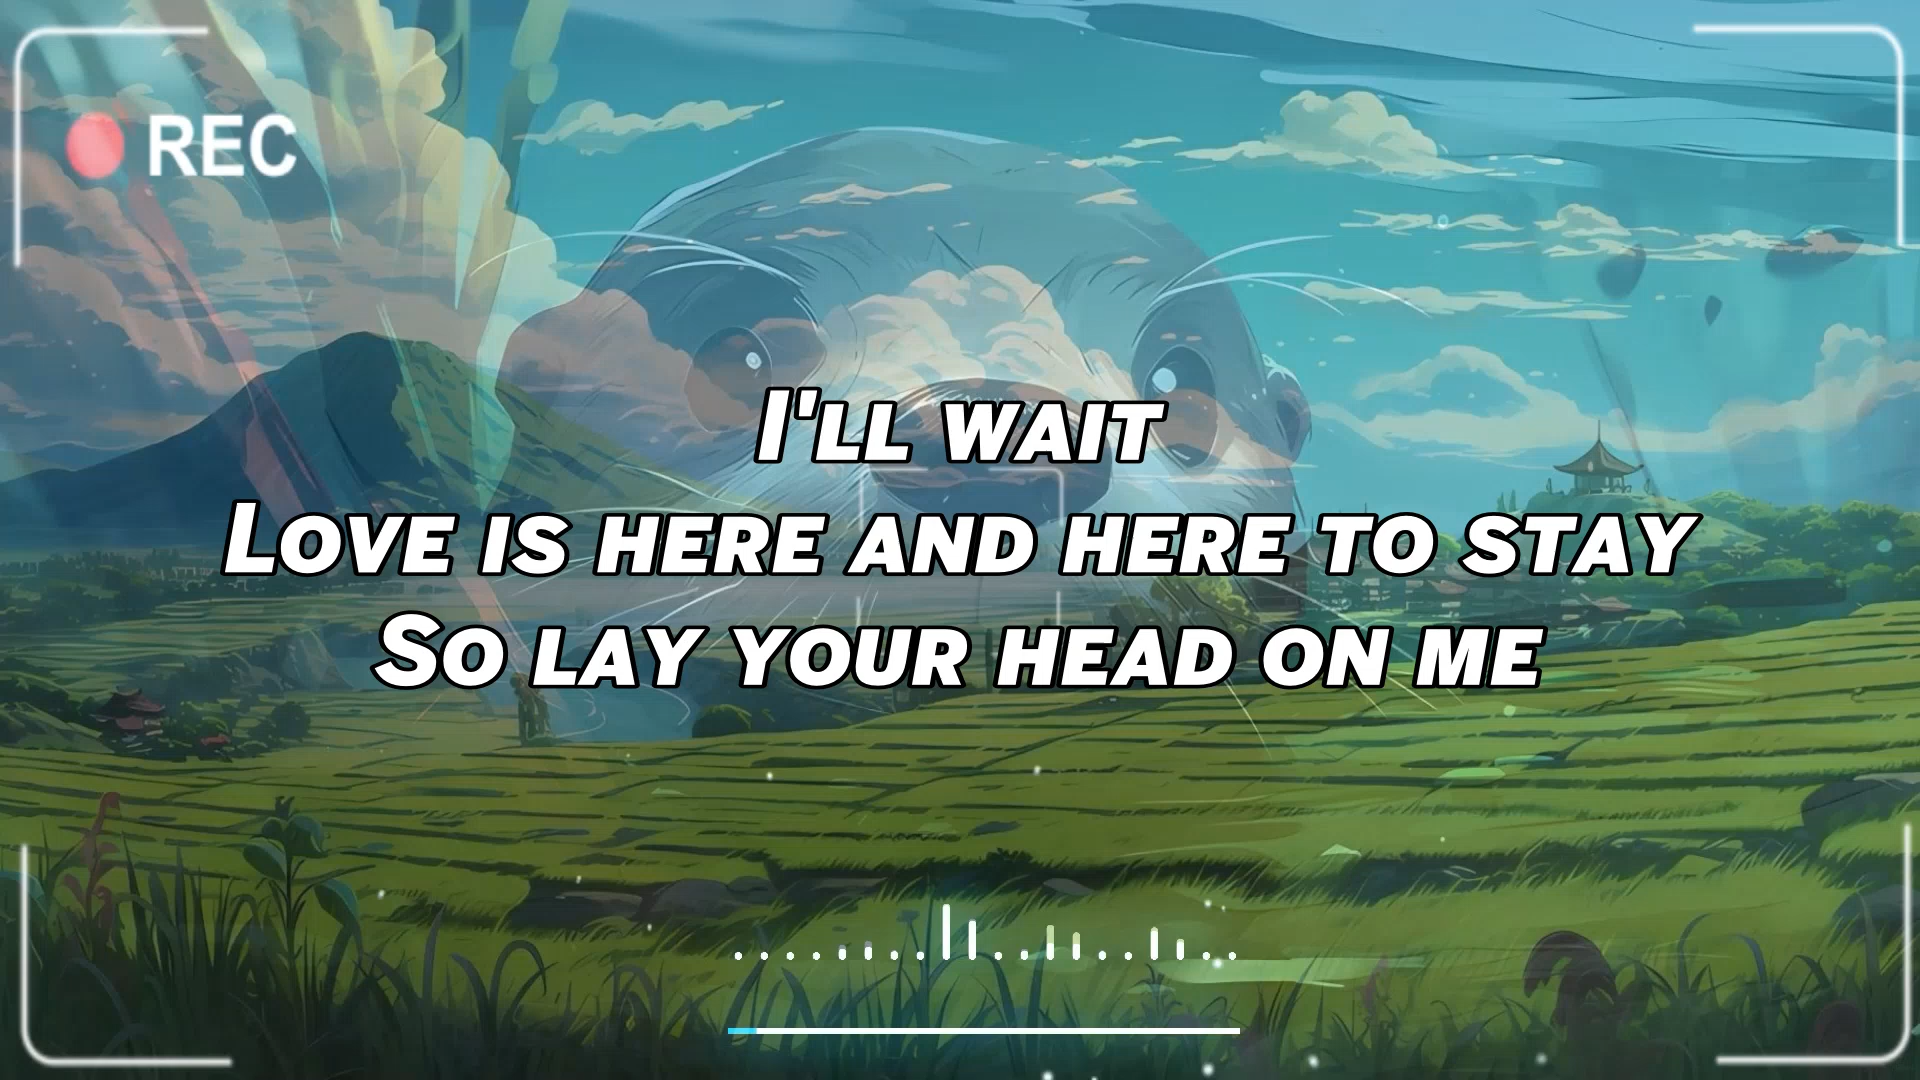 REC
I'LL WAIT
LOVE IS HERE AND HERE TO STAY
SO LAY YOUR HEAD ON ME